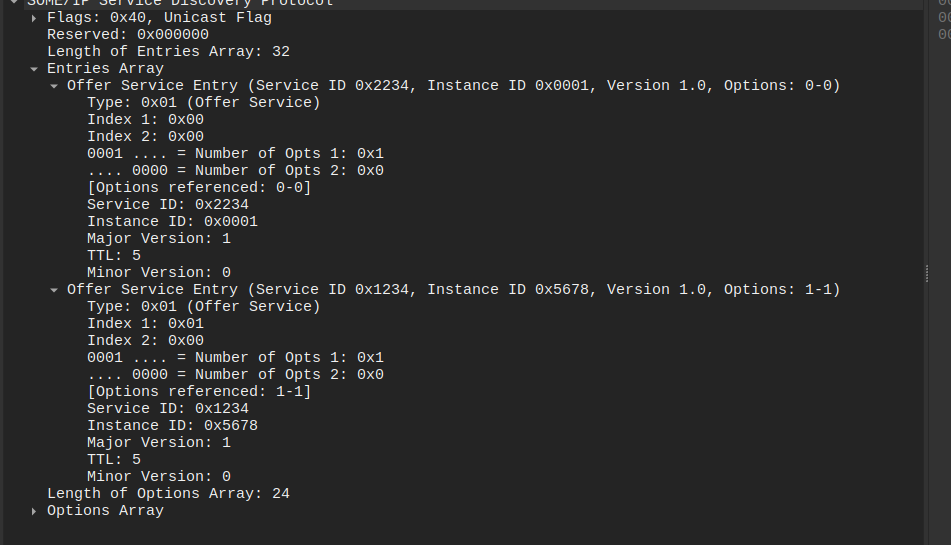 SOME/IP Service Discovery Protocol
Flags: 0x40, Unicast Flag
Reserved: 0x000000
Length of Entries Array: 32
Entries Array
Offer Service Entry (Service ID 0x2234, Instance ID 0x0001, Version 1.0, Options: 0-0)
Type: 0x01 (Offer Service)
Index 1: 0x00
Index 2: 0x00
0001 .... = Number of Opts 1: 0x1
.... 0000 = Number of Opts 2: 0x0
[Options referenced: 0-0]
Service ID: 0x2234
Instance ID: 0x0001
Major Version: 1
TTL: 5
Minor Version: 0
Offer Service Entry (Service ID 0x1234, Instance ID 0x5678, Version 1.0, Options: 1-1)
Type: 0x01 (Offer Service)
Index 1: 0x01
Index 2: 0x00
0001 .... = Number of Opts 1: 0x1
.... 0000 = Number of Opts 2: 0x0
[Options referenced: 1-1]
Service ID: 0x1234
Instance ID: 0x5678
Major Version: 1
TTL: 5
Minor Version: 0
Length of Options Array: 24
Options Array